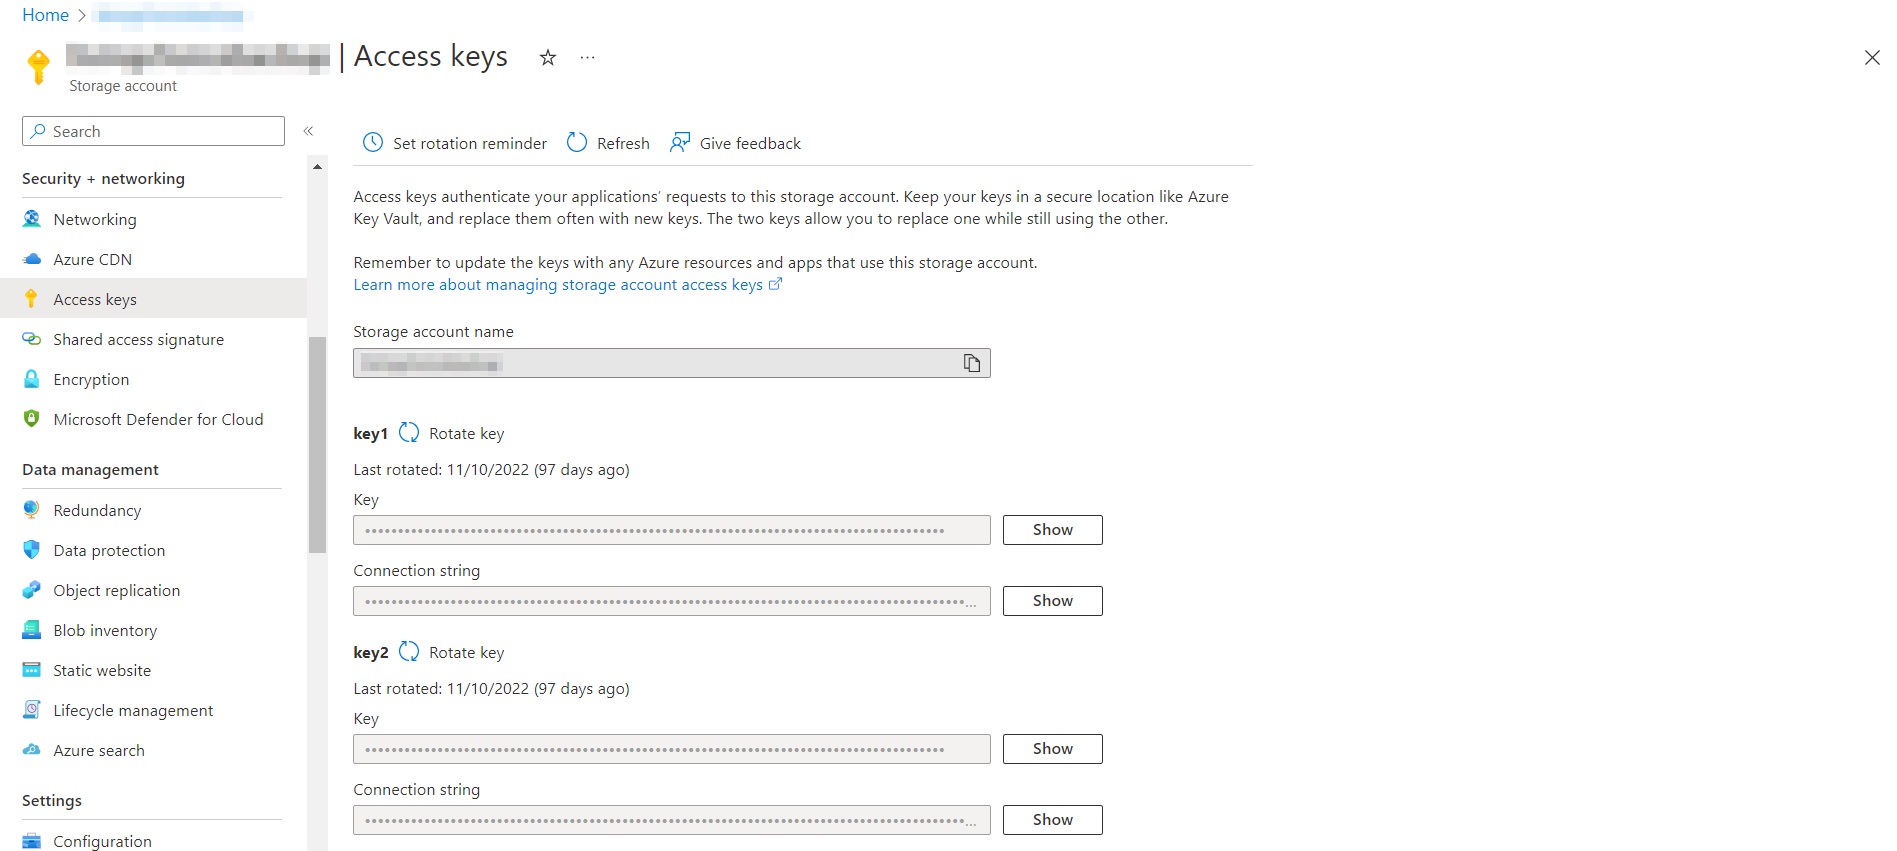 Home
| Access keys
Storage account
Search
Set rotation reminder
Refresh
Give feedback
Security + networking
Networking
Azure CDN
Access keys
Shared access signature
Encryption
Microsoft Defender for Cloud
Data management
Redundancy
Data protection
Object replication
Blob inventory
Static website
Lifecycle management
Azure search
Settings
Configuration
Access keys authenticate your applications’ requests to this storage account. Keep your keys in a secure location like Azure
Key Vault, and replace them often with new keys. The two keys allow you to replace one while still using the other.
Remember to update the keys with any Azure resources and apps that use this storage account.
Learn more about managing storage account access keys
Storage account name
key1 Rotate key
Last rotated: 11/10/2022 (97 days ago)
Key
Show
Connection string
Show
key2 Rotate key
Last rotated: 11/10/2022 (97 days ago)
Key
Show
Connection string
Show